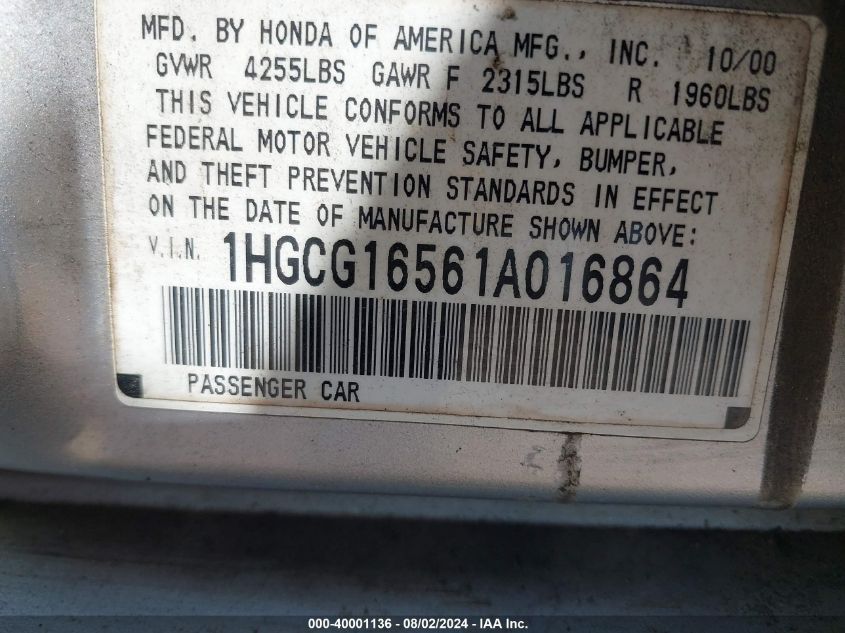 MFD. BY HONDA OF AMERICA MFG., INC. 10/00
GVWR 4255LBS GAWR F 2315LBS R 1960LBS
THIS VEHICLE CONFORMS TO ALL APPLICABLE
FEDERAL MOTOR VEHICLE SAFETY, BUMPER,
AND THEFT PREVENTION STANDARDS IN EFFECT
ON THE DATE OF MANUFACTURE SHOWN ABOVE:
V.I.N. 1HGCG16561A016864
PASSENGER CAR
000-40001136 - 08/02/2024 - IAA Inc.